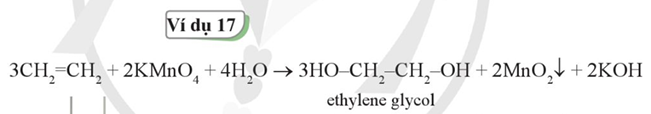 Ví dụ 17
3CH₂=CH₂ + 2KMnO₄ + 4H₂O → 3HO–CH₂–CH₂–OH + 2MnO₂↓ + 2KOH
ethylene glycol